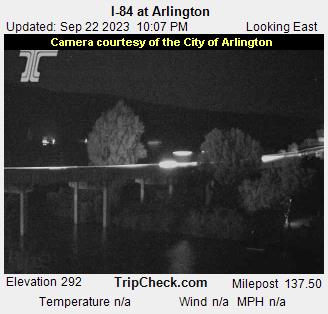 I-84 at Arlington
Updated: Sep 22 2023 10:07 PM Looking East
Camera courtesy of the City of Arlington
Elevation 292 TripCheck.com Milepost 137.50
Temperature n/a Wind n/a MPH n/a